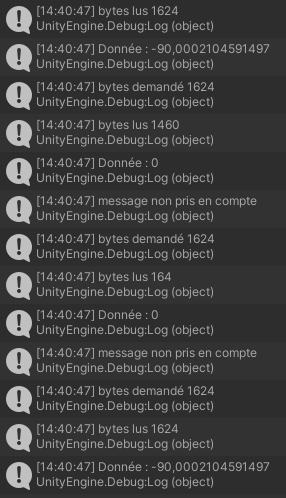 [14:40:47] bytes lus 1624
UnityEngine.Debug:Log (object)
[14:40:47] Donnée : -90,0002104591497
UnityEngine.Debug:Log (object)
[14:40:47] bytes demandé 1624
UnityEngine.Debug:Log (object)
[14:40:47] bytes lus 1460
UnityEngine.Debug:Log (object)
[14:40:47] Donnée : 0
UnityEngine.Debug:Log (object)
[14:40:47] message non pris en compte
UnityEngine.Debug:Log (object)
[14:40:47] bytes demandé 1624
UnityEngine.Debug:Log (object)
[14:40:47] bytes lus 164
UnityEngine.Debug:Log (object)
[14:40:47] Donnée : 0
UnityEngine.Debug:Log (object)
[14:40:47] message non pris en compte
UnityEngine.Debug:Log (object)
[14:40:47] bytes demandé 1624
UnityEngine.Debug:Log (object)
[14:40:47] bytes lus 1624
UnityEngine.Debug:Log (object)
[14:40:47] Donnée : -90,0002104591497
UnityEngine.Debug:Log (object)